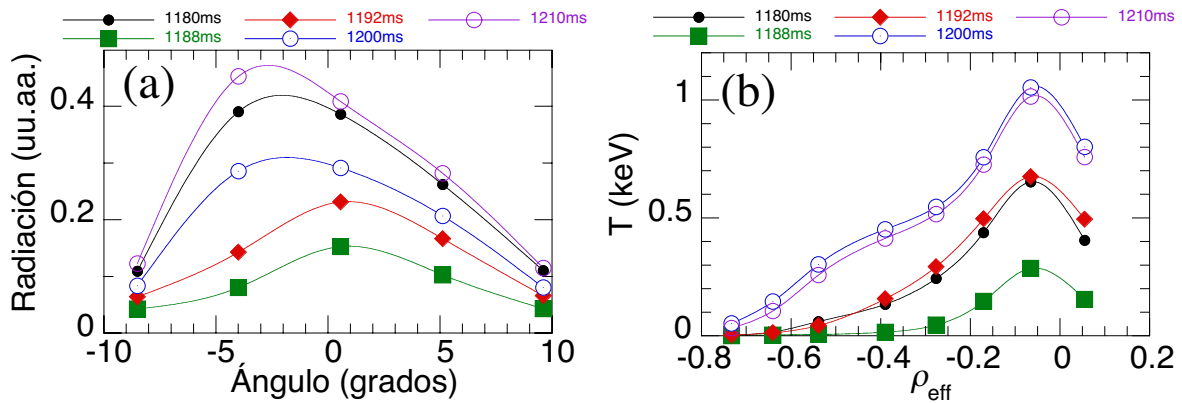 1180ms 1192ms 1210ms
1188ms 1200ms
(a)
Radiación (uu.aa.)
0.4
0.2
0
-10 -5 0 5 10
Ángulo (grados)
1180ms 1192ms 1210ms
1188ms 1200ms
(b)
T (keV)
1
0.5
0
-0.8 -0.6 -0.4 -0.2 0 0.2
ρeff